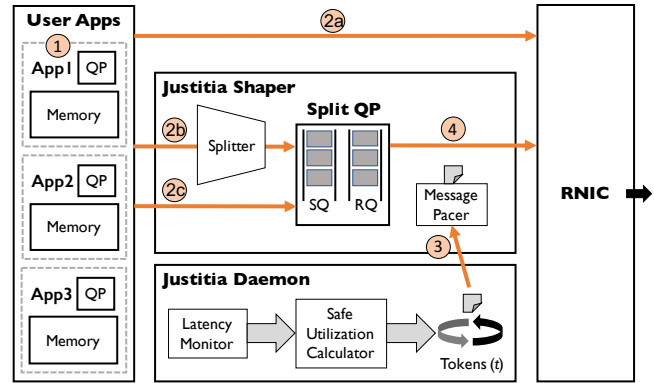 User Apps
1
App1
QP
Memory
App2
QP
Memory
App3
QP
Memory
2a
Justitia Shaper
2b
Splitter
2c
Split QP
SQ
RQ
4
Message
Pacer
3
Justitia Daemon
Latency
Monitor
Safe
Utilization
Calculator
Tokens (t)
RNIC